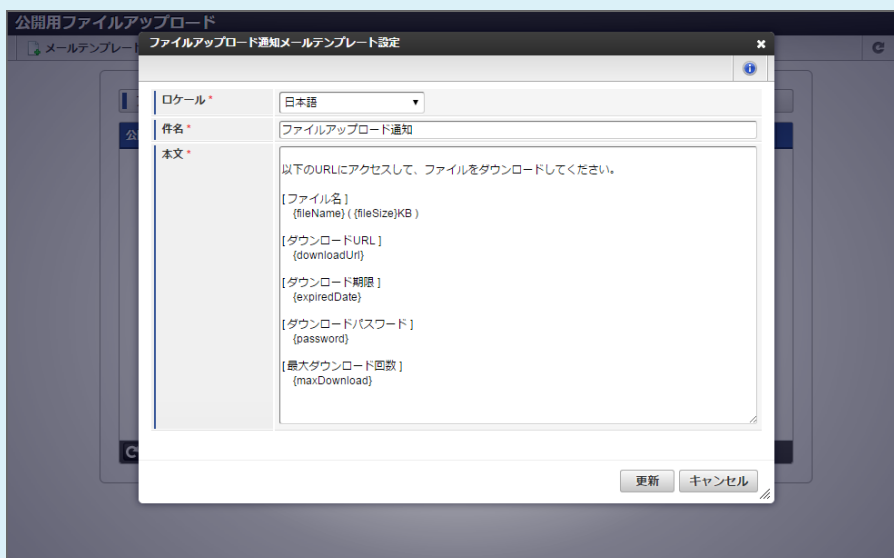 公開用ファイルアップロード
メールテンプレート
ファイルアップロード通知メールテンプレート設定
ロケール *
日本語
件名 *
ファイルアップロード通知
本文 *
以下のURLにアクセスして、ファイルをダウンロードしてください。
[ ファイル名 ]
{fileName} ( {fileSize}KB )
[ ダウンロードURL ]
{downloadUrl}
[ ダウンロード期限 ]
{expiredDate}
[ ダウンロードパスワード ]
{password}
[ 最大ダウンロード回数 ]
{maxDownload}
更新
キャンセル